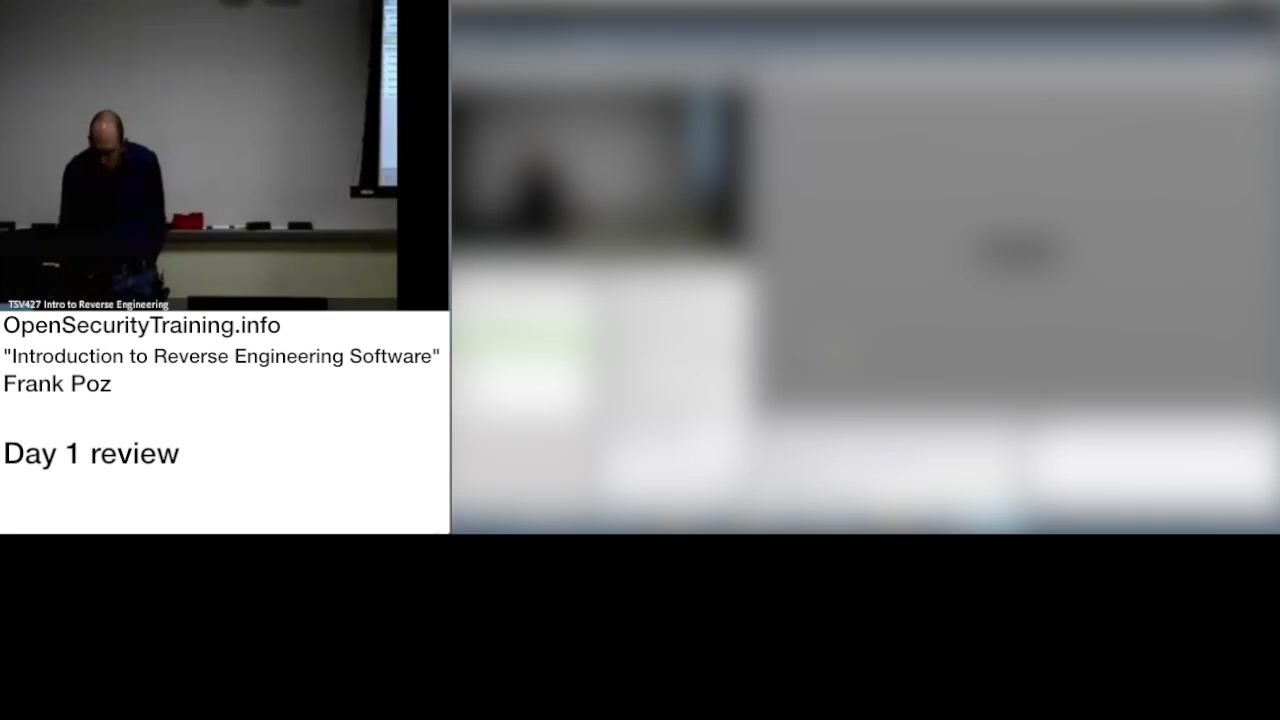 TSV427 Intro to Reverse Engineering
OpenSecurityTraining.info
"Introduction to Reverse Engineering Software"
Frank Poz
Day 1 review